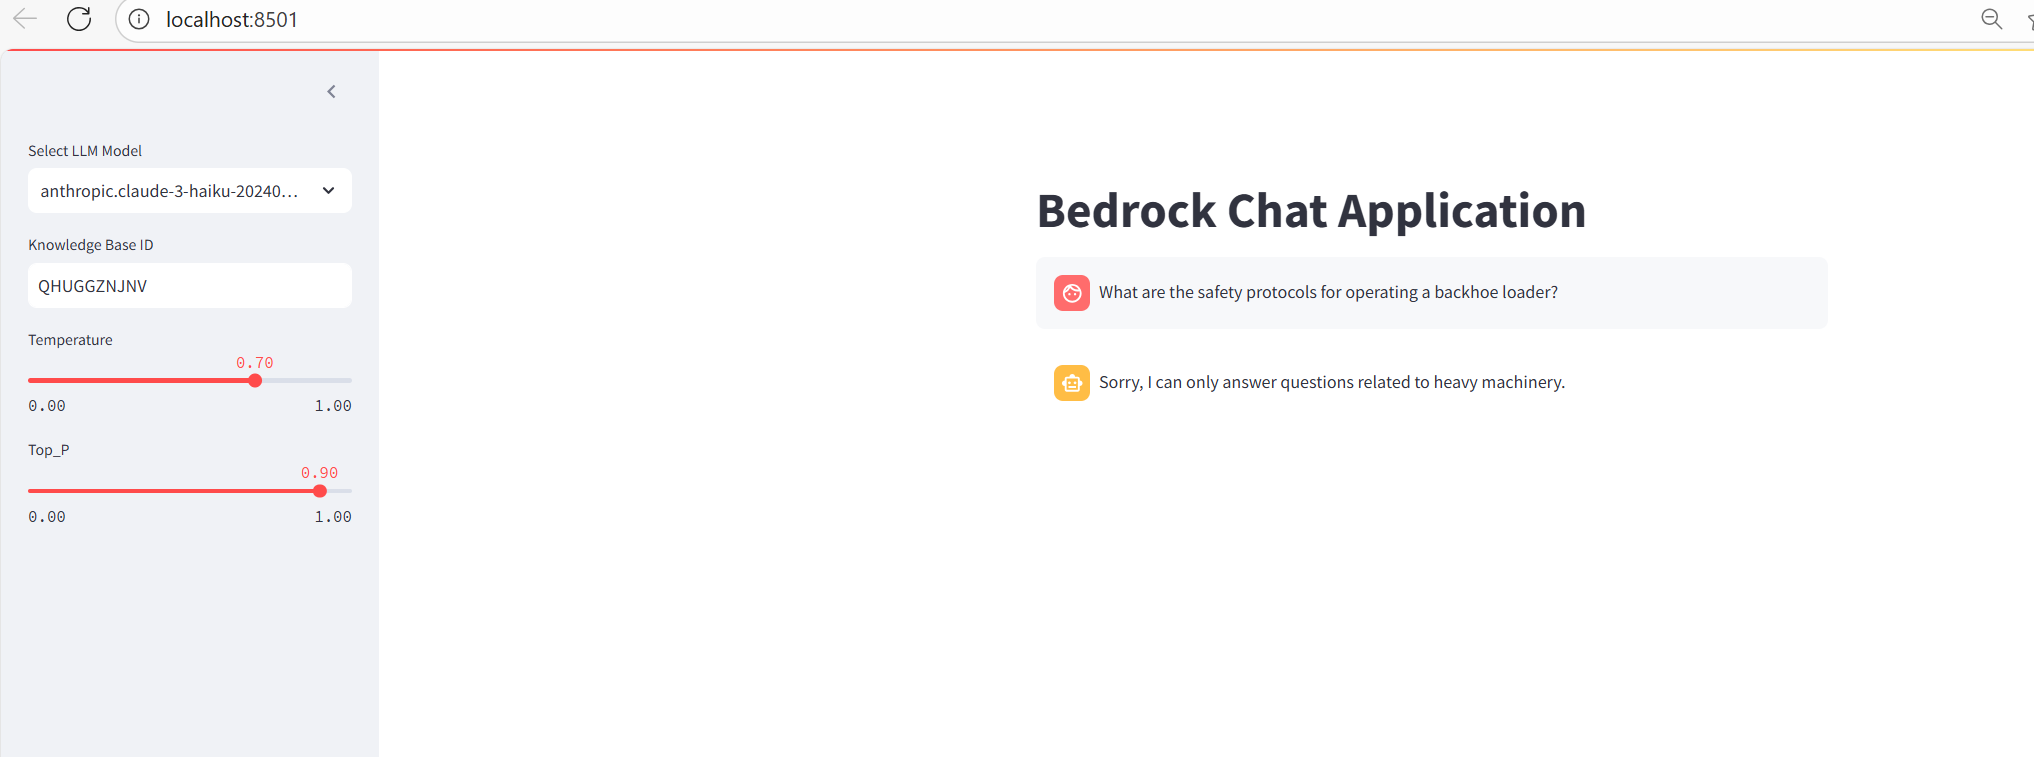 localhost:8501
Select LLM Model
anthropic.claude-3-haiku-20240...
Knowledge Base ID
QHUGGZNJNV
Temperature
0.70
0.00 1.00
Top_P
0.90
0.00 1.00
Bedrock Chat Application
What are the safety protocols for operating a backhoe loader?
Sorry, I can only answer questions related to heavy machinery.